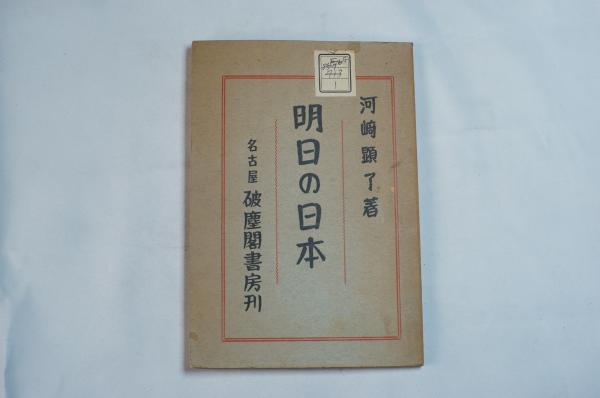 河崎顕了著
明日の日本
名古屋 破塵閣書房刊
1